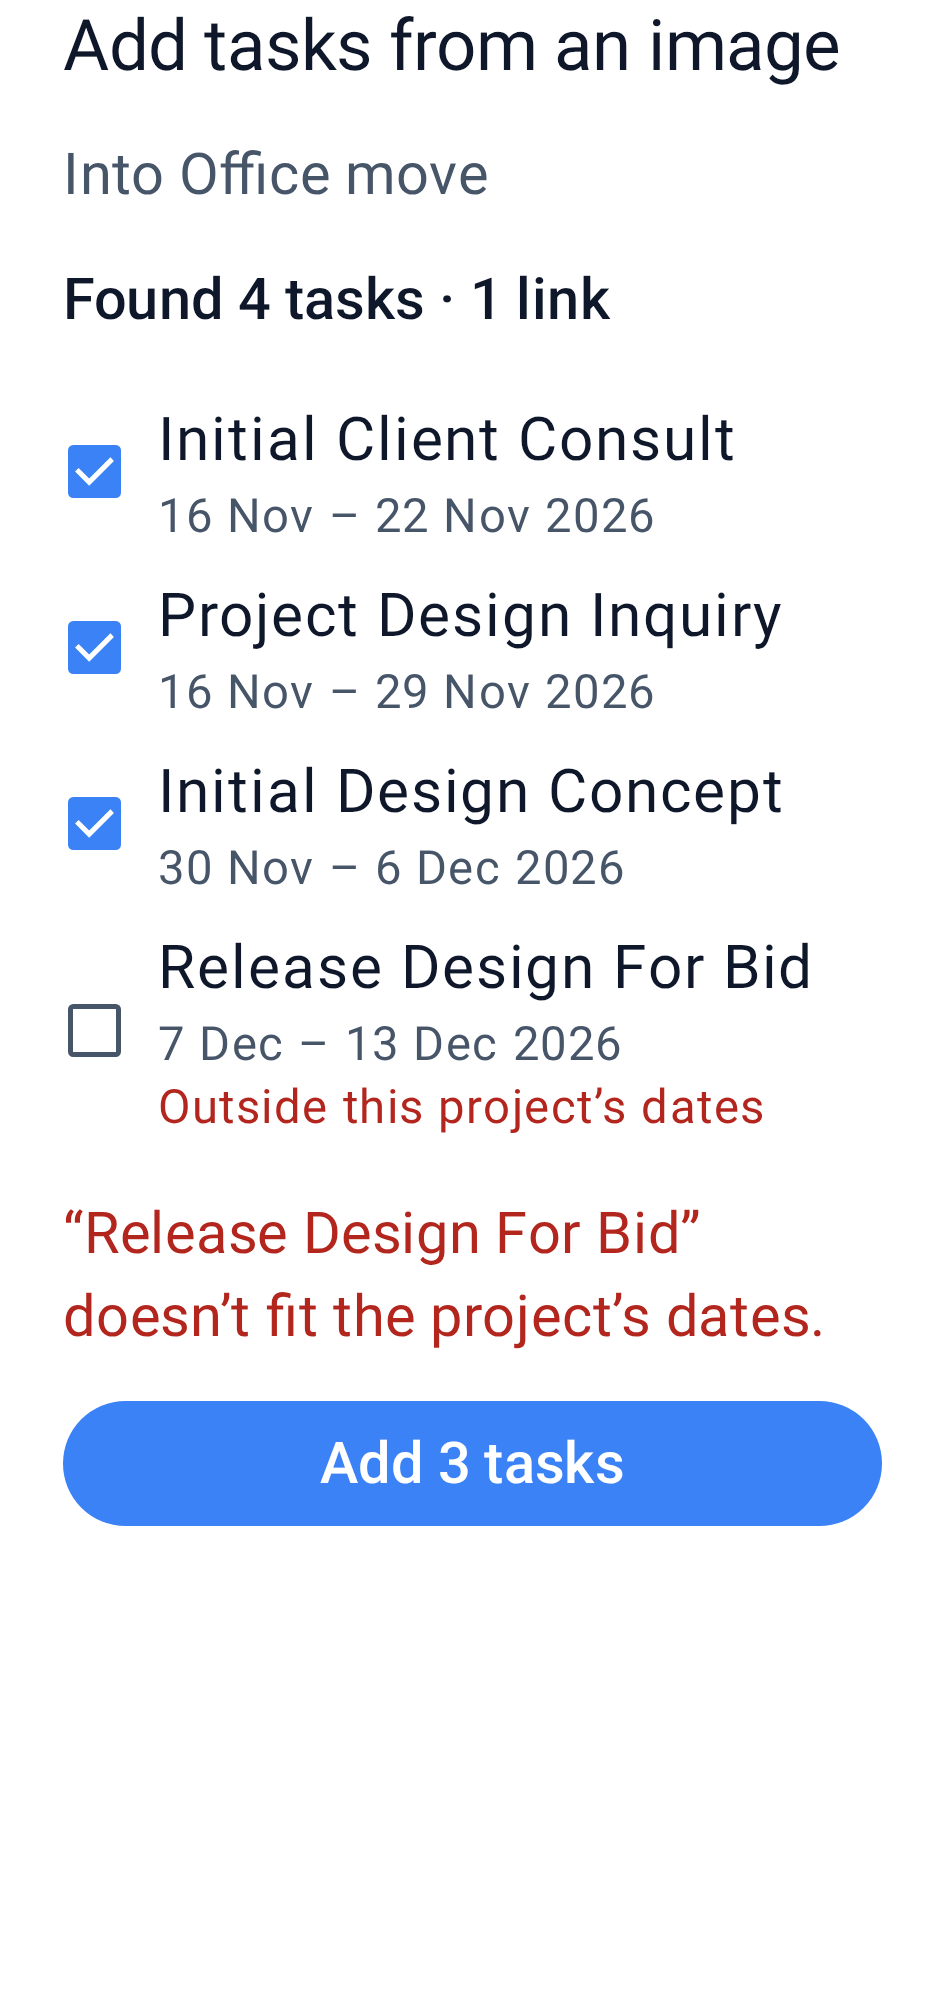 Add tasks from an image
Into Office move
Found 4 tasks · 1 link
Initial Client Consult
16 Nov – 22 Nov 2026
Project Design Inquiry
16 Nov – 29 Nov 2026
Initial Design Concept
30 Nov – 6 Dec 2026
Release Design For Bid
7 Dec – 13 Dec 2026
Outside this project’s dates
“Release Design For Bid”
doesn’t fit the project’s dates.
Add 3 tasks